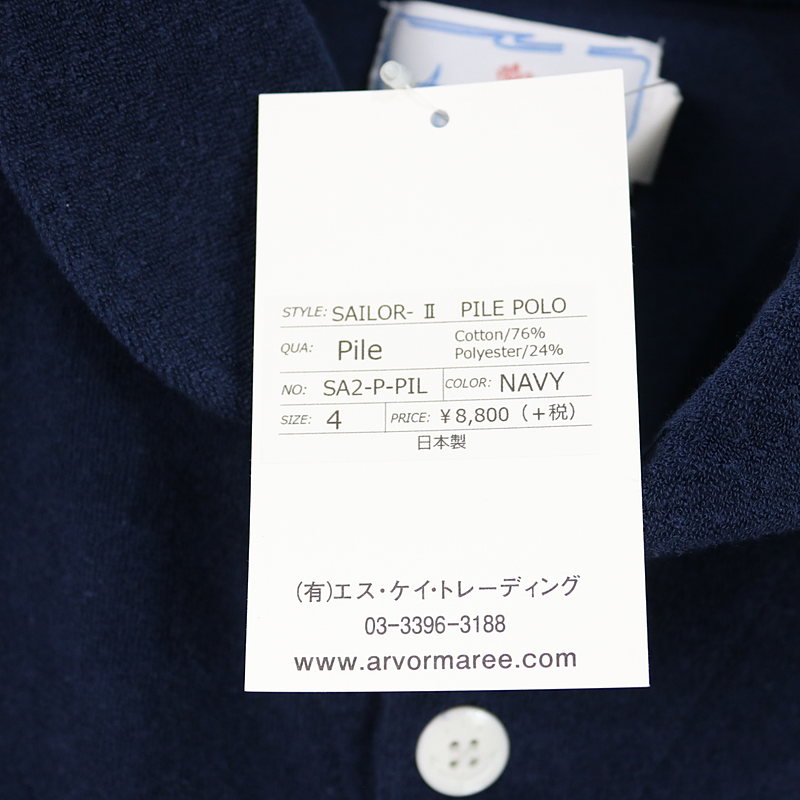 STYLE: SAILOR- Ⅱ PILE POLO
QUA: Pile Cotton/76%
Polyester/24%
NO: SA2-P-PIL COLOR: NAVY
SIZE: 4 PRICE: ￥8,800（+税）
日本製
(有)エス・ケイ・トレーディング
03-3396-3188
www.arvormaree.com